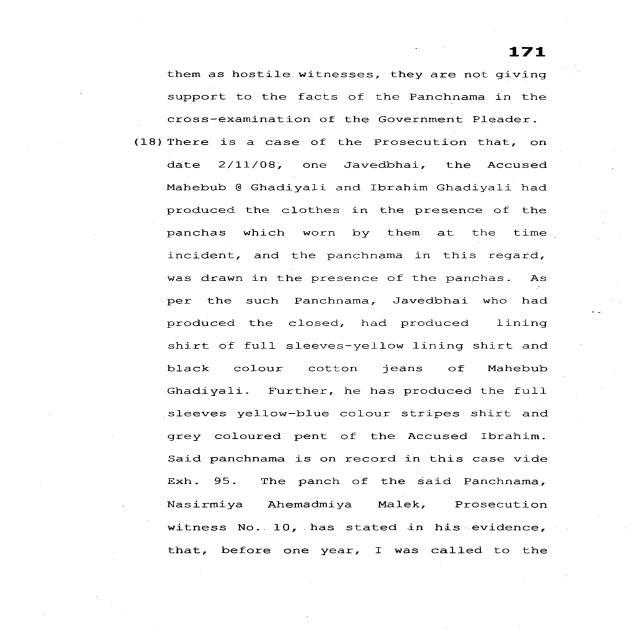 171
them as hostile witnesses, they are not giving
support to the facts of the Panchnama in the
cross-examination of the Government Pleader.
(18) There is a case of the Prosecution that, on
date 2/11/08, one Javedbhai, the Accused
Mahebub @ Ghadiyali and Ibrahim Ghadiyali had
produced the clothes in the presence of the
panchas which worn by them at the time
incident, and the panchnama in this regard,
was drawn in the presence of the panchas. As
per the such Panchnama, Javedbhai who had
produced the closed, had produced lining
shirt of full sleeves-yellow lining shirt and
black colour cotton jeans of Mahebub
Ghadiyali. Further, he has produced the full
sleeves yellow-blue colour stripes shirt and
grey coloured pent of the Accused Ibrahim.
Said panchnama is on record in this case vide
Exh. 95. The panch of the said Panchnama,
Nasirmiya Ahemadmiya Malek, Prosecution
witness No. 10, has stated in his evidence,
that, before one year, I was called to the